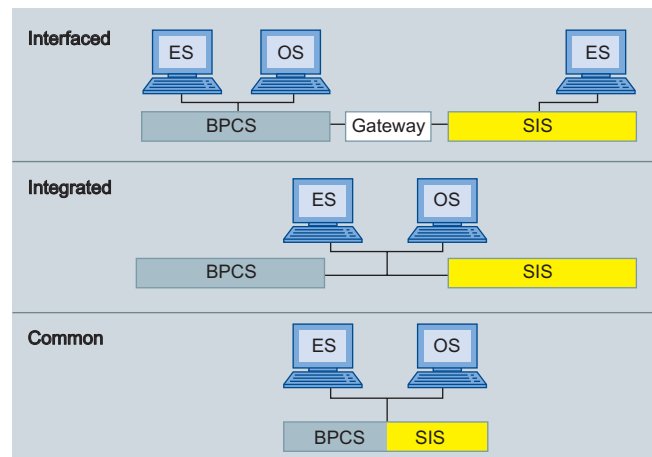 Interfaced
ES OS ES
BPCS Gateway SIS
Integrated
ES OS
BPCS SIS
Common
ES OS
BPCS SIS